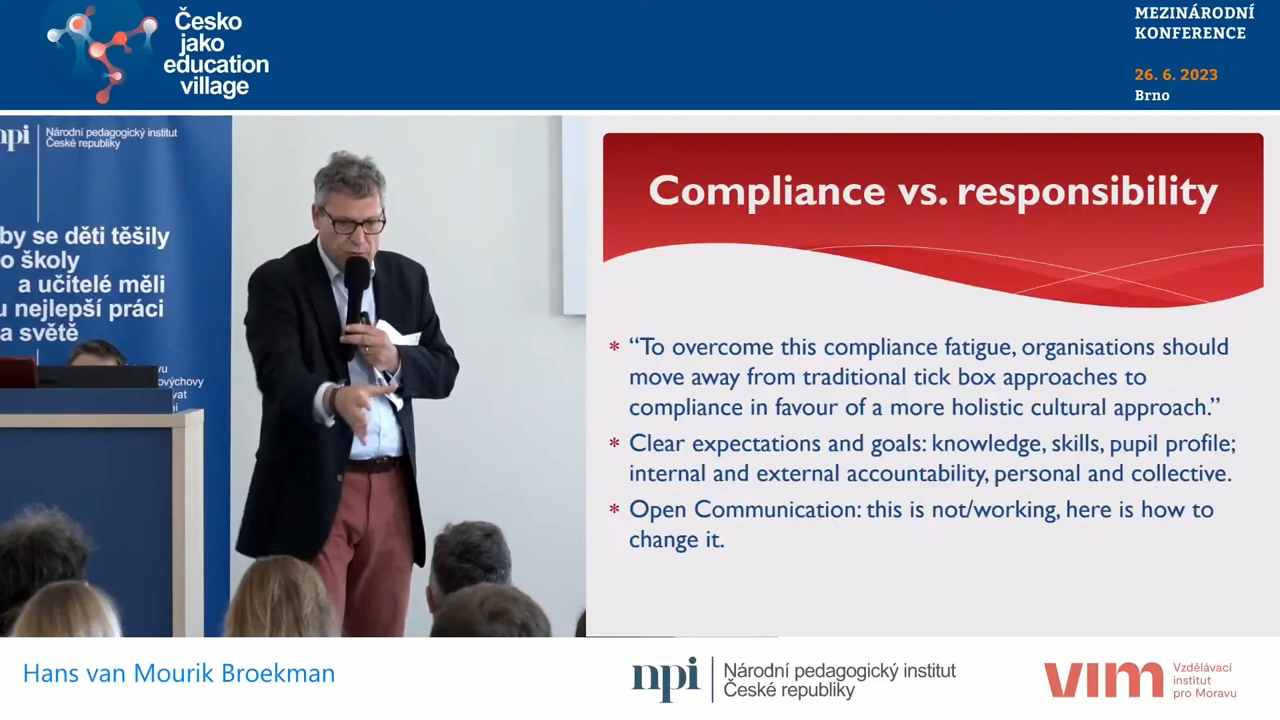 Česko
jako
education
village
MEZINÁRODNÍ
KONFERENCE
26. 6. 2023
Brno
npi
Národní pedagogický institut
České republiky
by se děti těšily
o školy
a učitelé měli
u nejlepší práci
a světě
Compliance vs. responsibility
“To overcome this compliance fatigue, organisations should
move away from traditional tick box approaches to
compliance in favour of a more holistic cultural approach.”
Clear expectations and goals: knowledge, skills, pupil profile;
internal and external accountability, personal and collective.
Open Communication: this is not/working, here is how to
change it.
Hans van Mourik Broekman
npi
Národní pedagogický institut
České republiky
vim
Vzdělávací
institut
pro Moravu